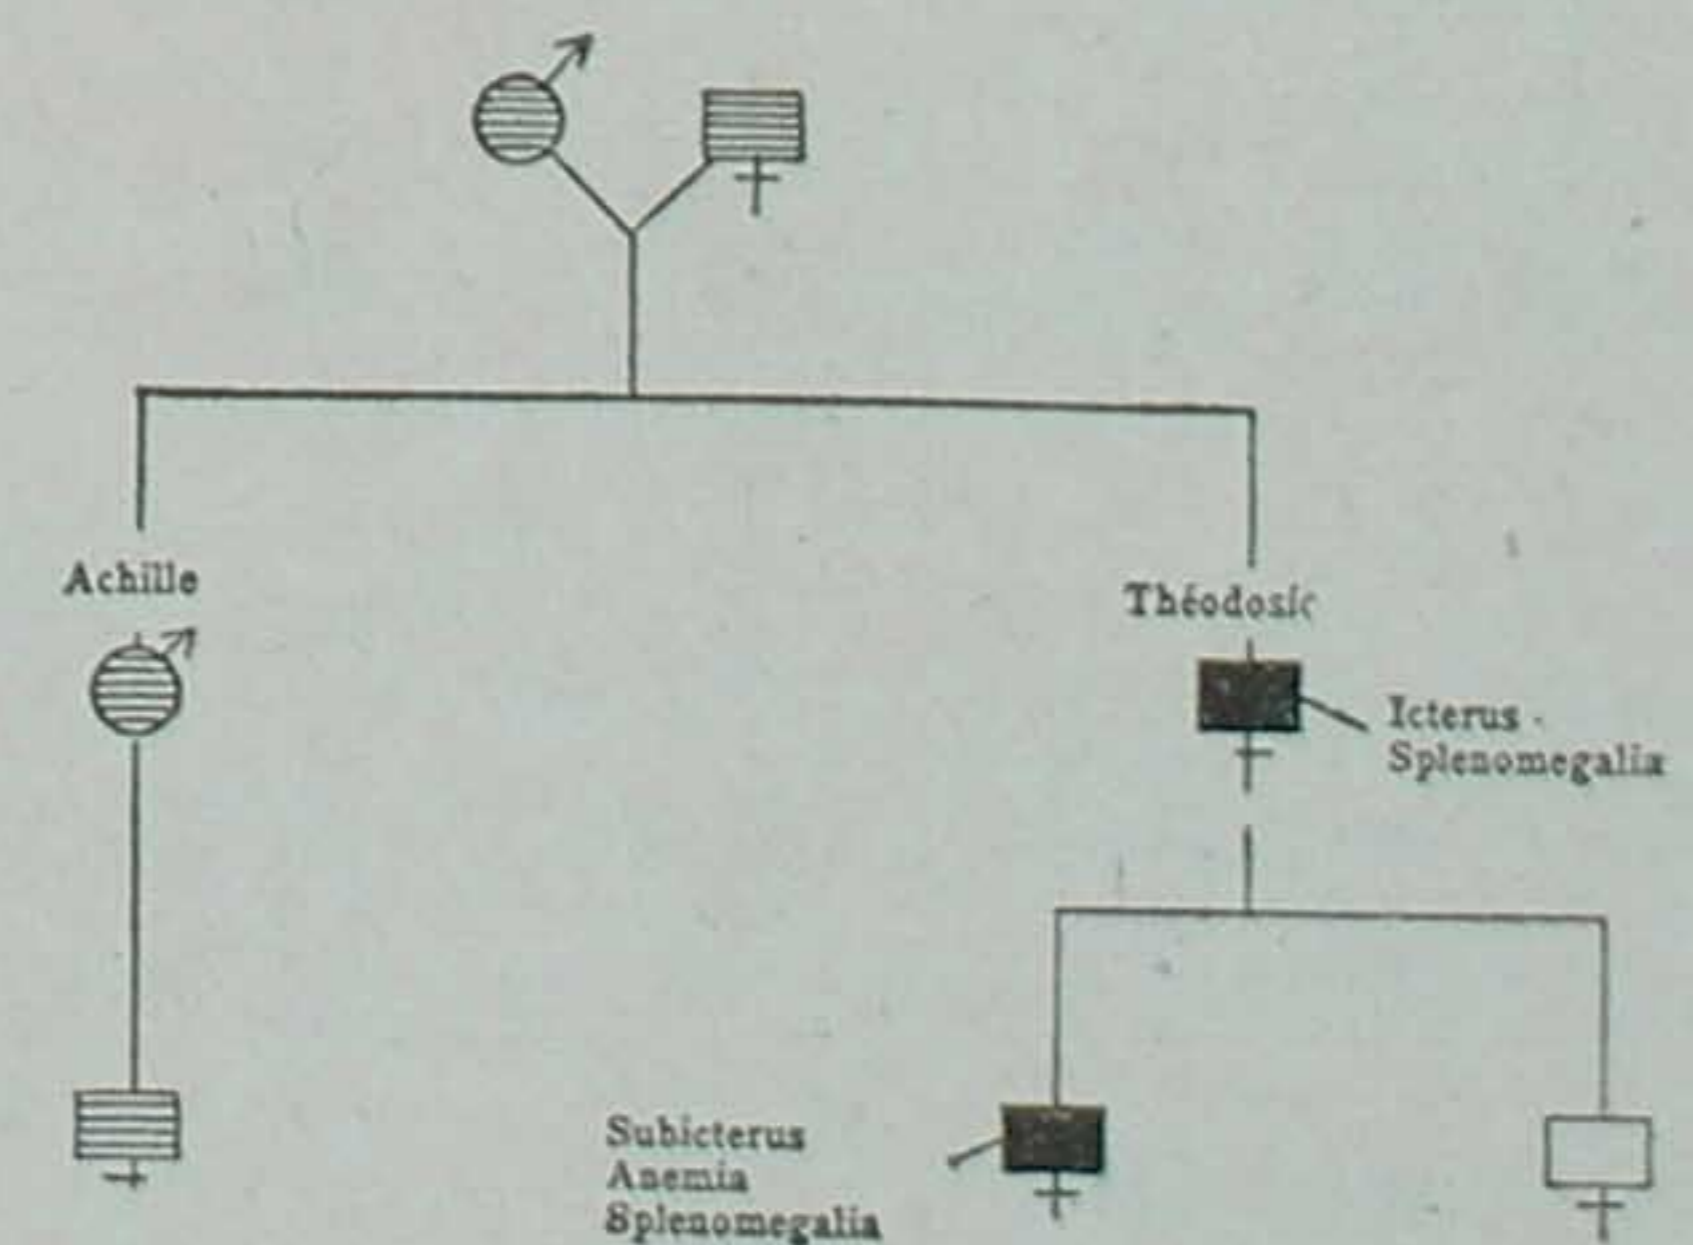 Achille
Théodosic
Icterus -
Splenomegalia
Subicterus
Anemia
Splenomegalia